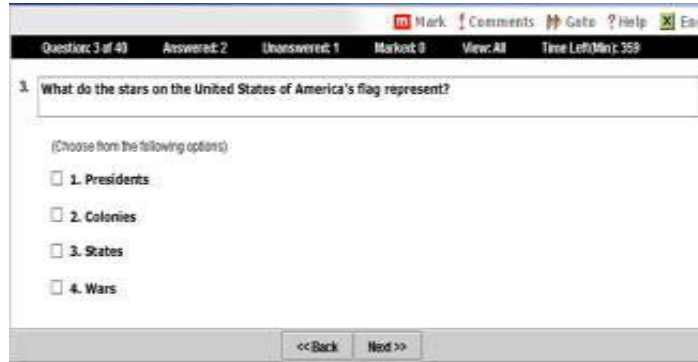 m Mark ! Comments Goto ? Help X En
Question: 3 of 40 Answered: 2 Unanswered: 1 Marked: 0 View: All Time Left(Min): 359
3. What do the stars on the United States of America's flag represent?
(Choose from the following options)
1. Presidents
2. Colonies
3. States
4. Wars
<< Back Next >>